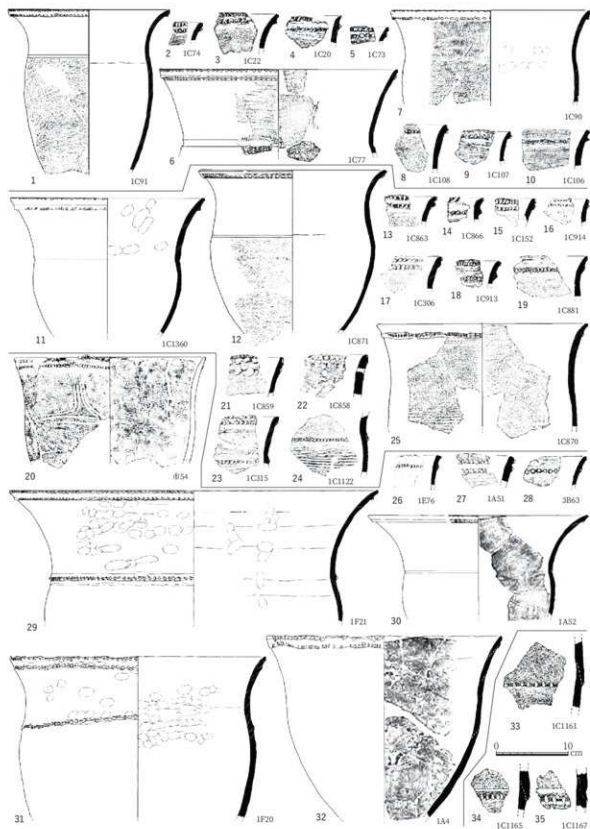 2 1C74
3 1C22
4 1C20
5 1C73
1 1C91
6 1C77
7 1C90
8 1C108
9 1C107
10 1C106
11 1C1360
12 1C871
13 1C863
14 1C866
15 1C152
16 1C914
17 1C306
18 1C913
19 1C881
20 市54
21 1C859
22 1C858
23 1C315
24 1C1122
25 1C870
26 1E76
27 1A51
28 3B63
29 1F21
30 1A52
31 1F20
32 1A4
33 1C1161
0 10
cm
34 1C1165
35 1C1167